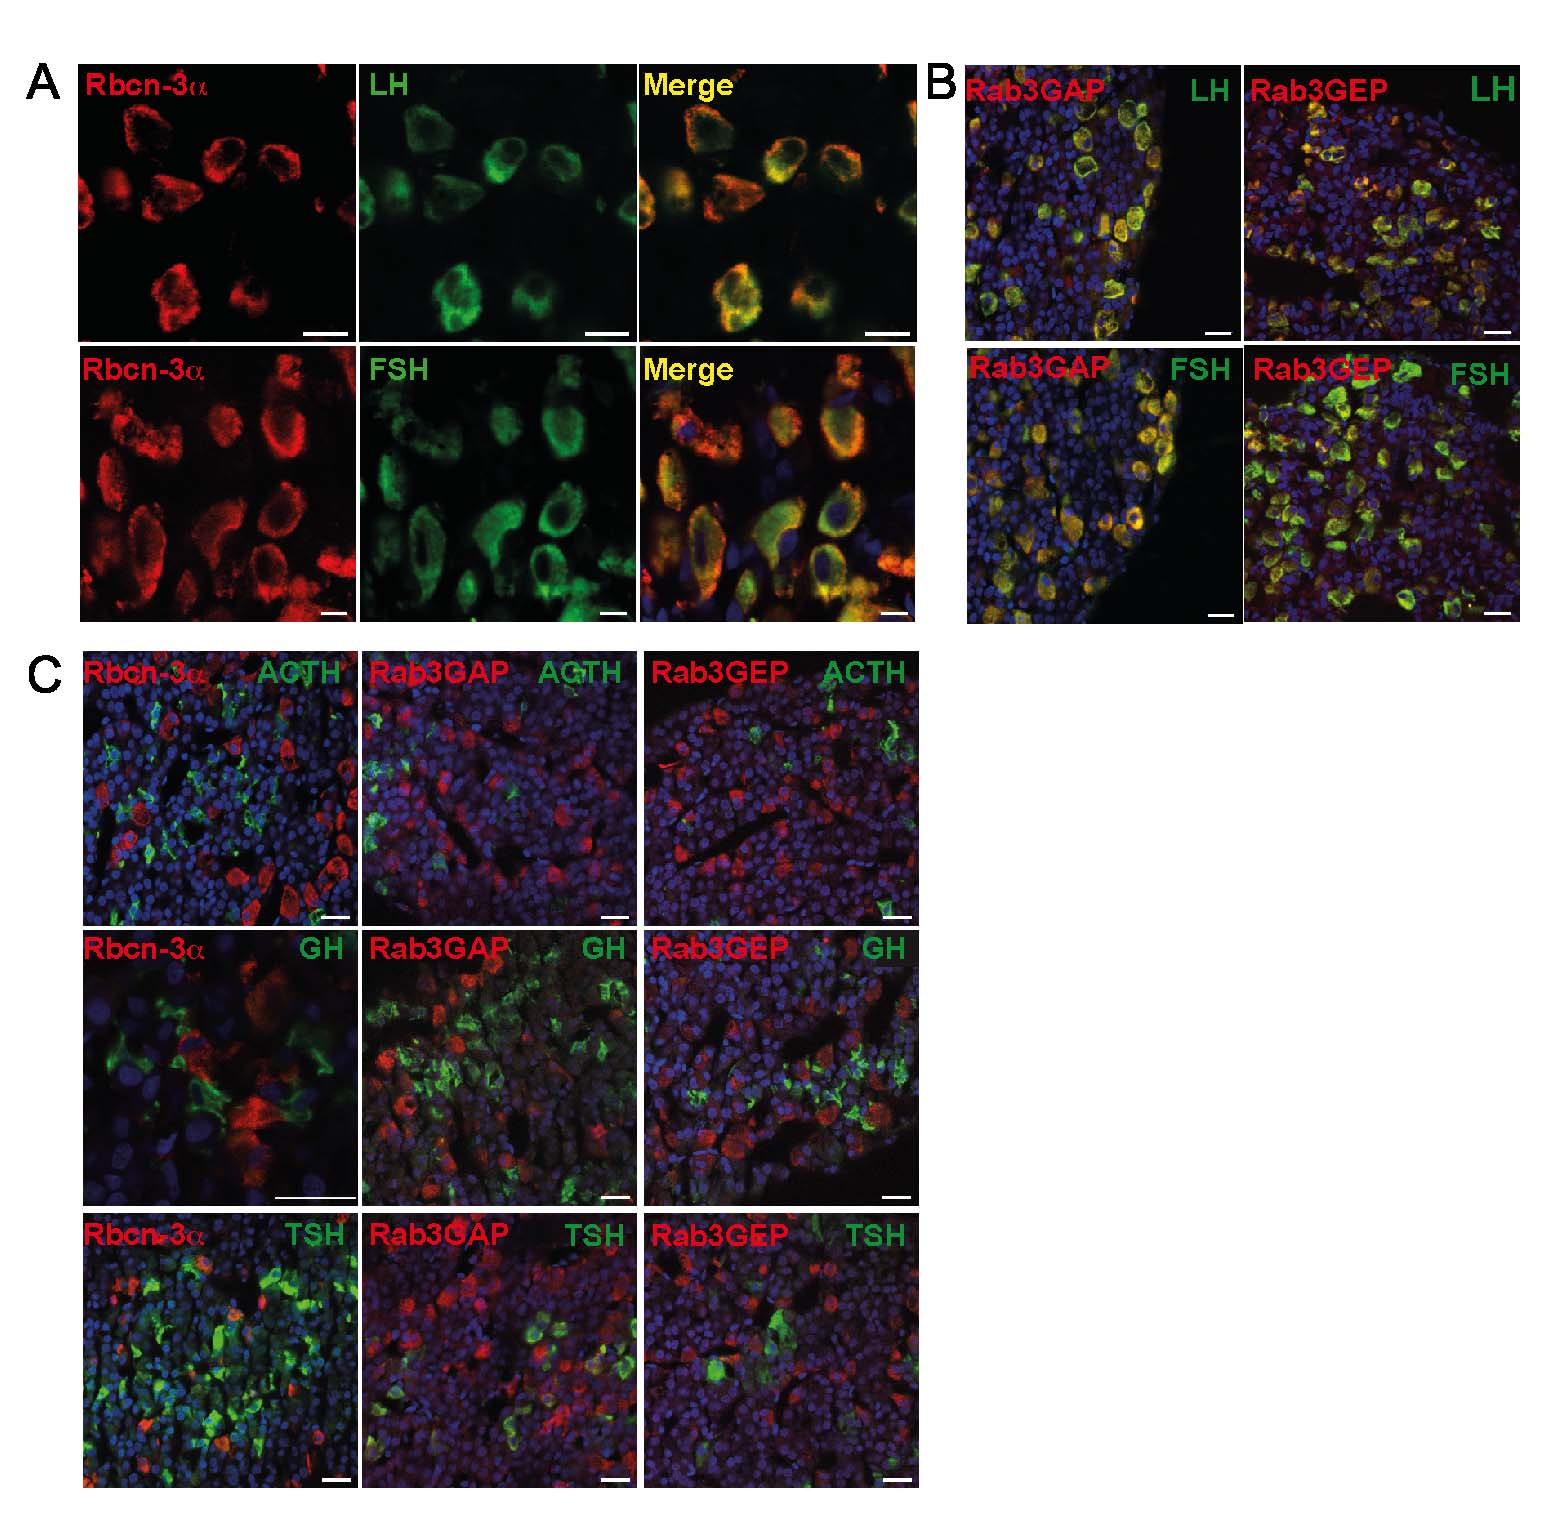 A
Rbcn-3α LH Merge
Rbcn-3α FSH Merge
B
Rab3GAP LH Rab3GEP LH
Rab3GAP FSH Rab3GEP FSH
C
Rbcn-3α ACTH Rab3GAP ACTH Rab3GEP ACTH
Rbcn-3α GH Rab3GAP GH Rab3GEP GH
Rbcn-3α TSH Rab3GAP TSH Rab3GEP TSH